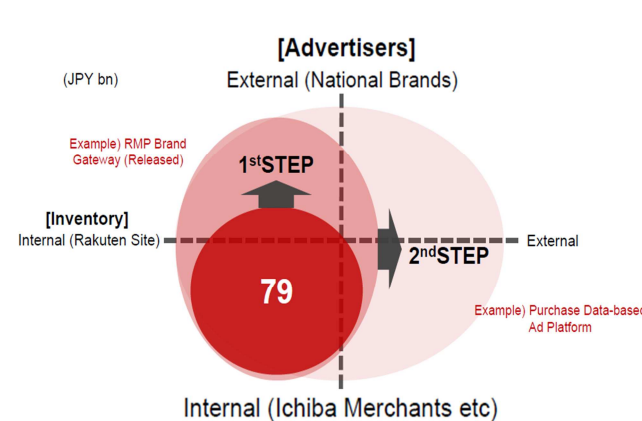 [Advertisers]
(JPY bn)
External (National Brands)
Example) RMP Brand
Gateway (Released)
1stSTEP
[Inventory]
Internal (Rakuten Site)
External
2ndSTEP
79
Example) Purchase Data-based
Ad Platform
Internal (Ichiba Merchants etc)